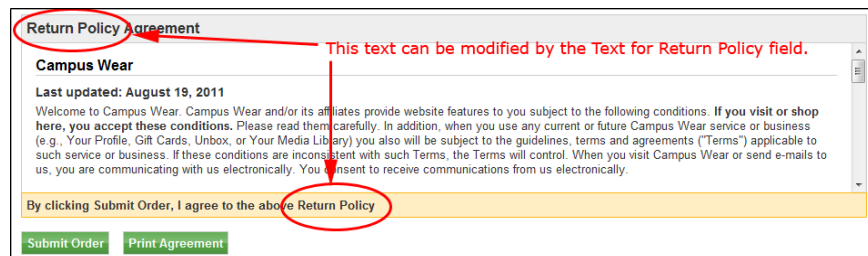 Return Policy Agreement
This text can be modified by the Text for Return Policy field.
Campus Wear
Last updated: August 19, 2011
Welcome to Campus Wear. Campus Wear and/or its affiliates provide website features to you subject to the following conditions. If you visit or shop
here, you accept these conditions. Please read them carefully. In addition, when you use any current or future Campus Wear service or business
(e.g., Your Profile, Gift Cards, Unbox, or Your Media Library) you also will be subject to the guidelines, terms and agreements ("Terms") applicable to
such service or business. If these conditions are inconsistent with such Terms, the Terms will control. When you visit Campus Wear or send e-mails to
us, you are communicating with us electronically. You consent to receive communications from us electronically.
By clicking Submit Order, I agree to the above Return Policy
Submit Order Print Agreement